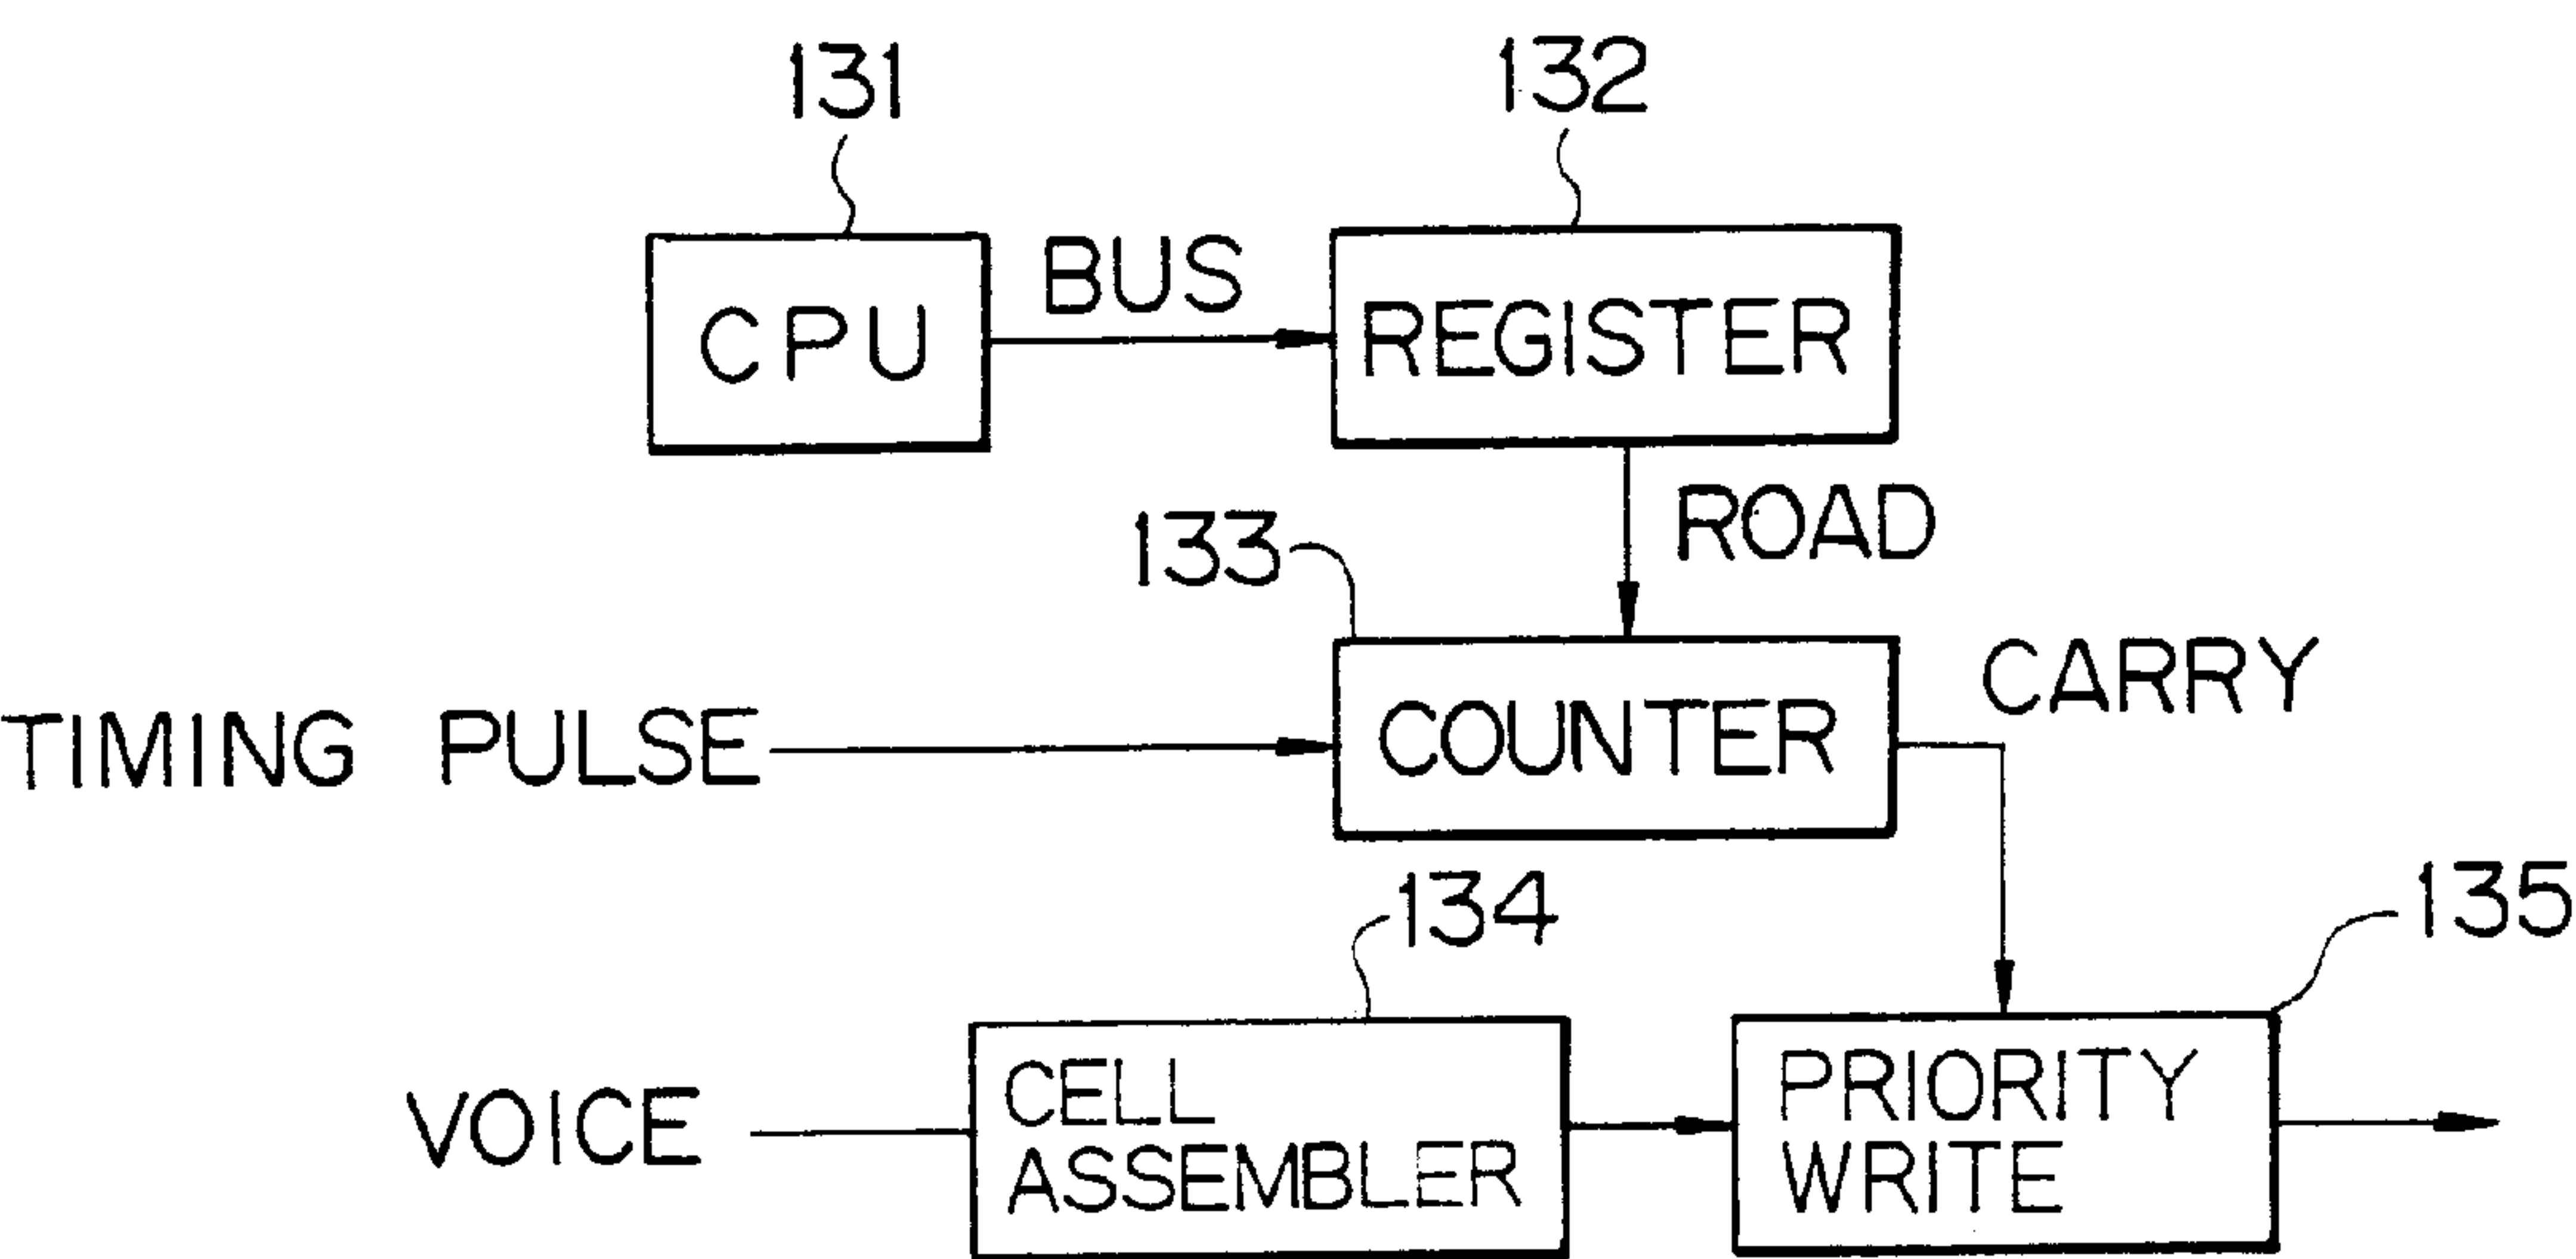 131
132
CPU
BUS
REGISTER
ROAD
133
CARRY
TIMING PULSE
COUNTER
134
135
VOICE
CELL
ASSEMBLER
PRIORITY
WRITE